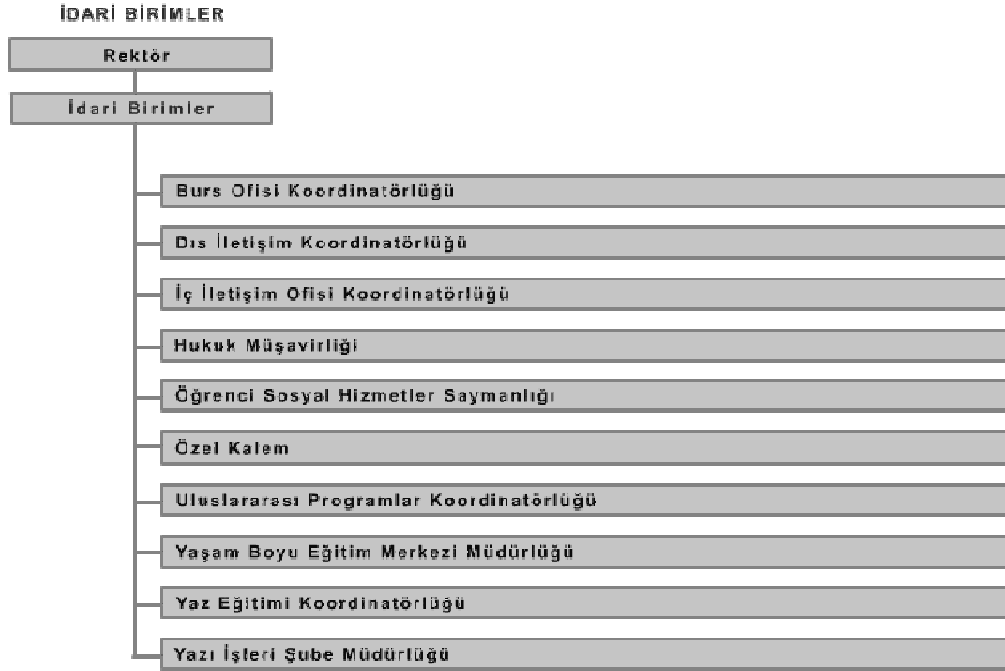 İDARİ BİRİMLER
Rektör
İdari Birimler
Burs Ofisi Koordinatörlüğü
Dıs İletişim Koordinatörlüğü
İç İletişim Ofisi Koordinatörlüğü
Hukuk Müşavirliği
Öğrenci Sosyal Hizmetler Saymanlığı
Özel Kalem
Uluslararası Programlar Koordinatörlüğü
Yaşam Boyu Eğitim Merkezi Müdürlüğü
Yaz Eğitimi Koordinatörlüğü
Yazı İşleri Şube Müdürlüğü